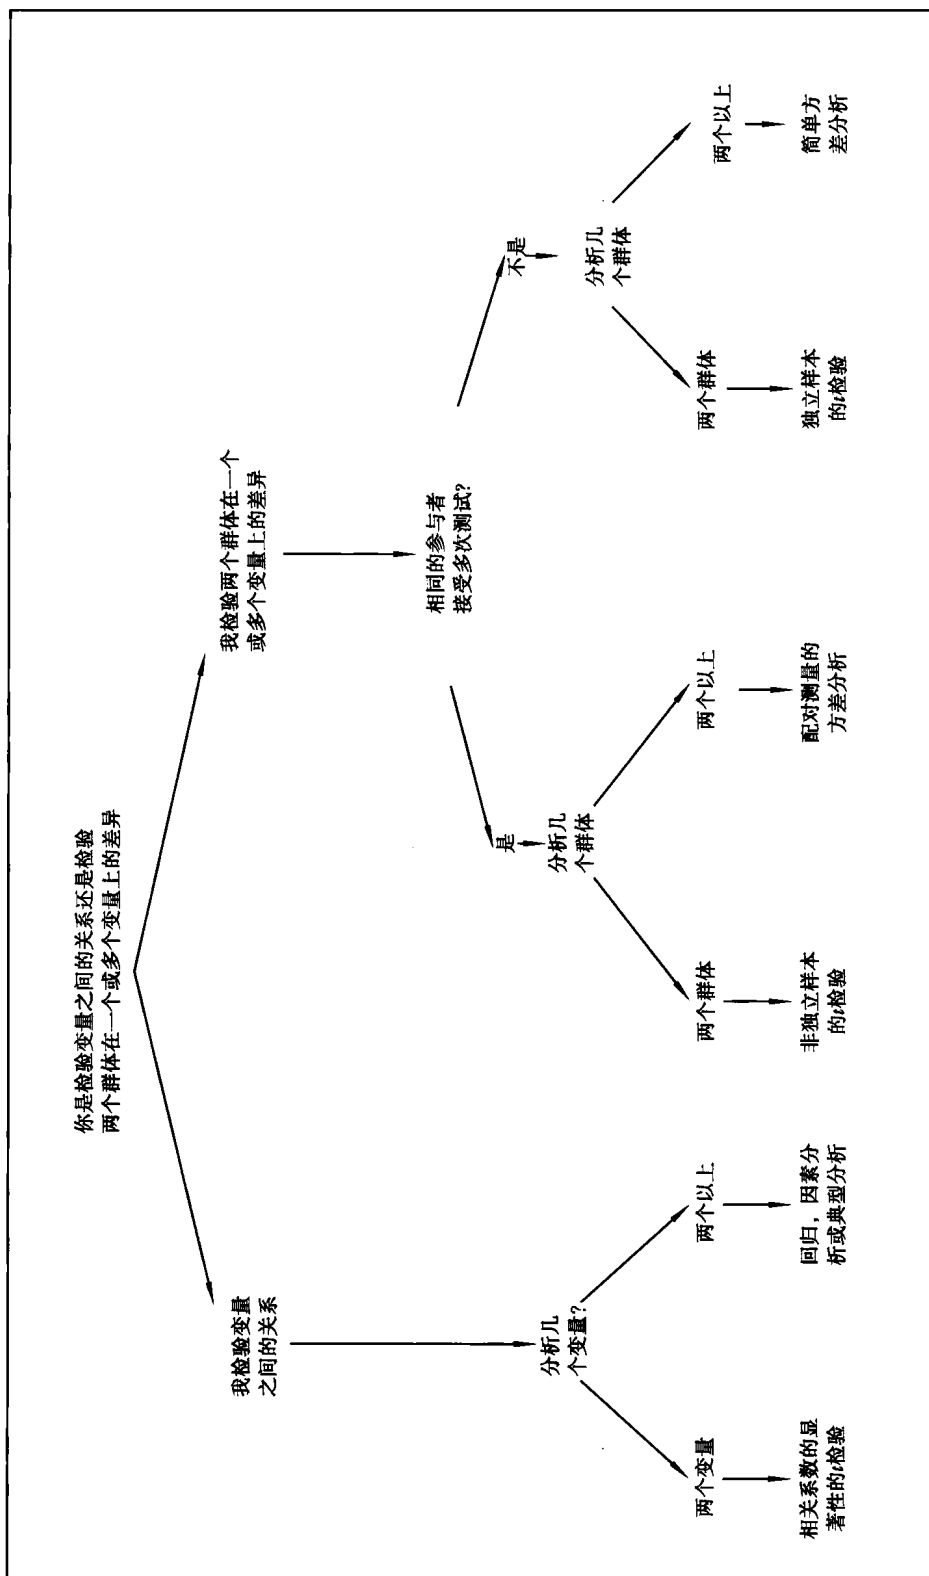 你是检验变量之间的关系还是检验
两个群体在一个或多个变量上的差异
我检验变量
之间的关系
我检验两个群体在一个
或多个变量上的差异
分析几
个变量?
相同的参与者
接受多次测试?
是
不是
分析几
个群体
分析几
个群体
两个变量
两个以上
两个群体
两个以上
两个群体
两个以上
相关系数的显
著性的t检验
回归，因素分
析或典型分析
非独立样本
的t检验
配对测量的
方差分析
独立样本
的t检验
简单方
差分析